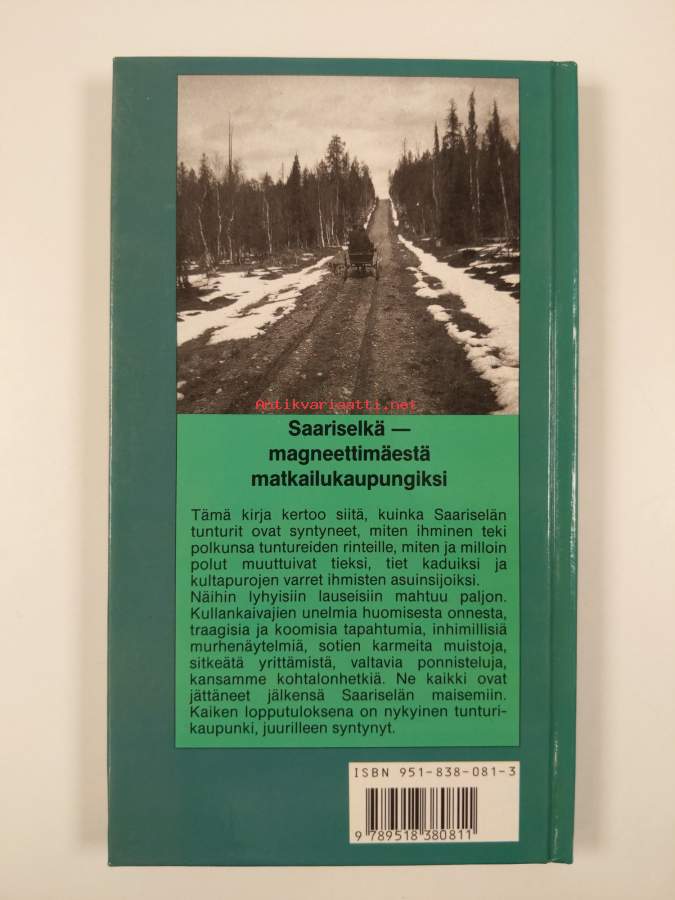 Antikvariaatti.net
Saariselkä —
magneettimäestä
matkailukaupungiksi
Tämä kirja kertoo siitä, kuinka Saariselän
tunturit ovat syntyneet, miten ihminen teki
polkunsa tuntureiden rinteille, miten ja milloin
polut muuttuivat tieksi, tiet kaduiksi ja
kultapurojen varret ihmisten asuinsijoiksi.
Näihin lyhyisiin lauseisiin mahtuu paljon.
Kullankaivajien unelmia huomisesta onnesta,
traagisia ja koomisia tapahtumia, inhimillisiä
murhenäytelmiä, sotien karmeita muistoja,
sitkeätä yrittämistä, valtavia ponnisteluja,
kansamme kohtalonhetkiä. Ne kaikki ovat
jättäneet jälkensä Saariselän maisemiin.
Kaiken lopputuloksena on nykyinen tunturi-
kaupunki, juurilleen syntynyt.
ISBN 951-838-081-3
9 789518 380811